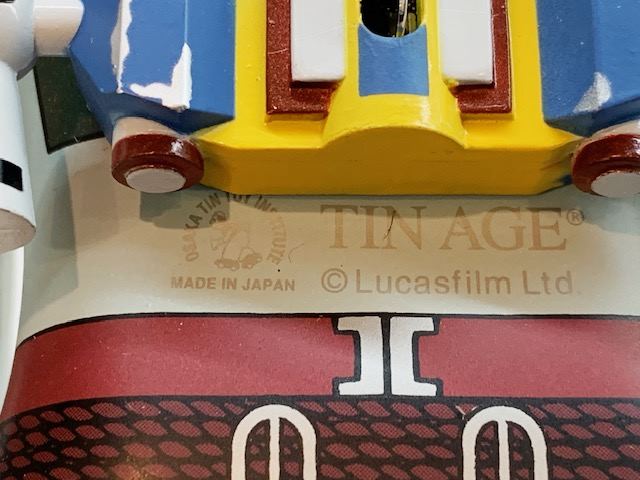 OSAKA TIN TOY INSTITUTE
TIN AGE®
MADE IN JAPAN
© Lucasfilm Ltd.